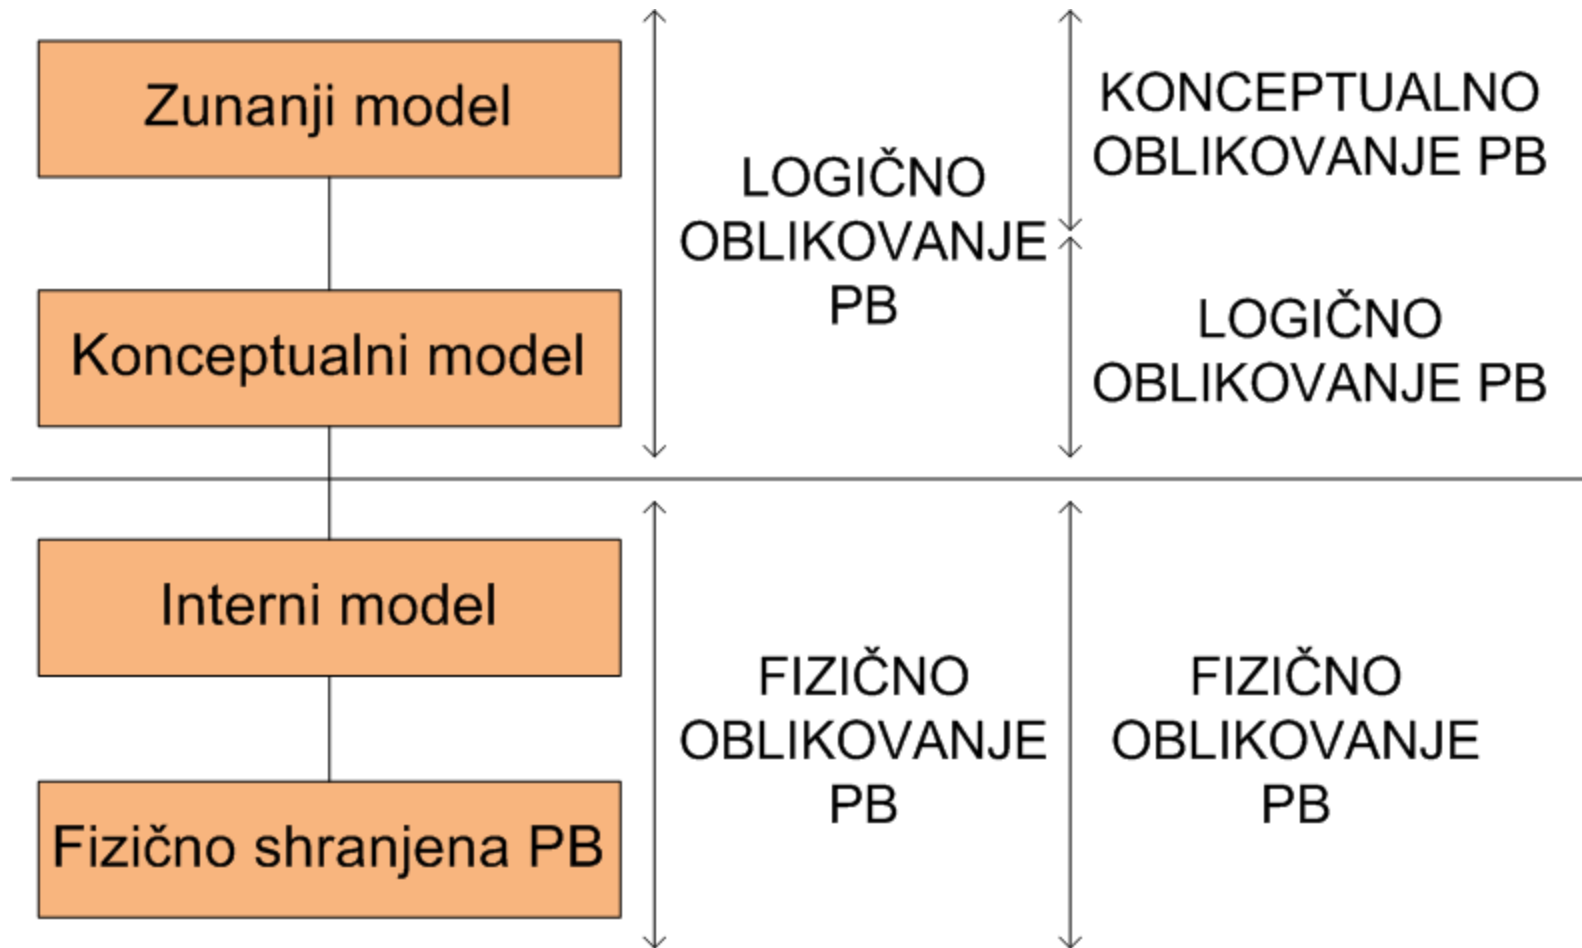 Zunanji model
Konceptualni model
Interni model
Fizično shranjena PB
LOGIČNO
OBLIKOVANJE
PB
FIZIČNO
OBLIKOVANJE
PB
KONCEPTUALNO
OBLIKOVANJE PB
LOGIČNO
OBLIKOVANJE PB
FIZIČNO
OBLIKOVANJE
PB